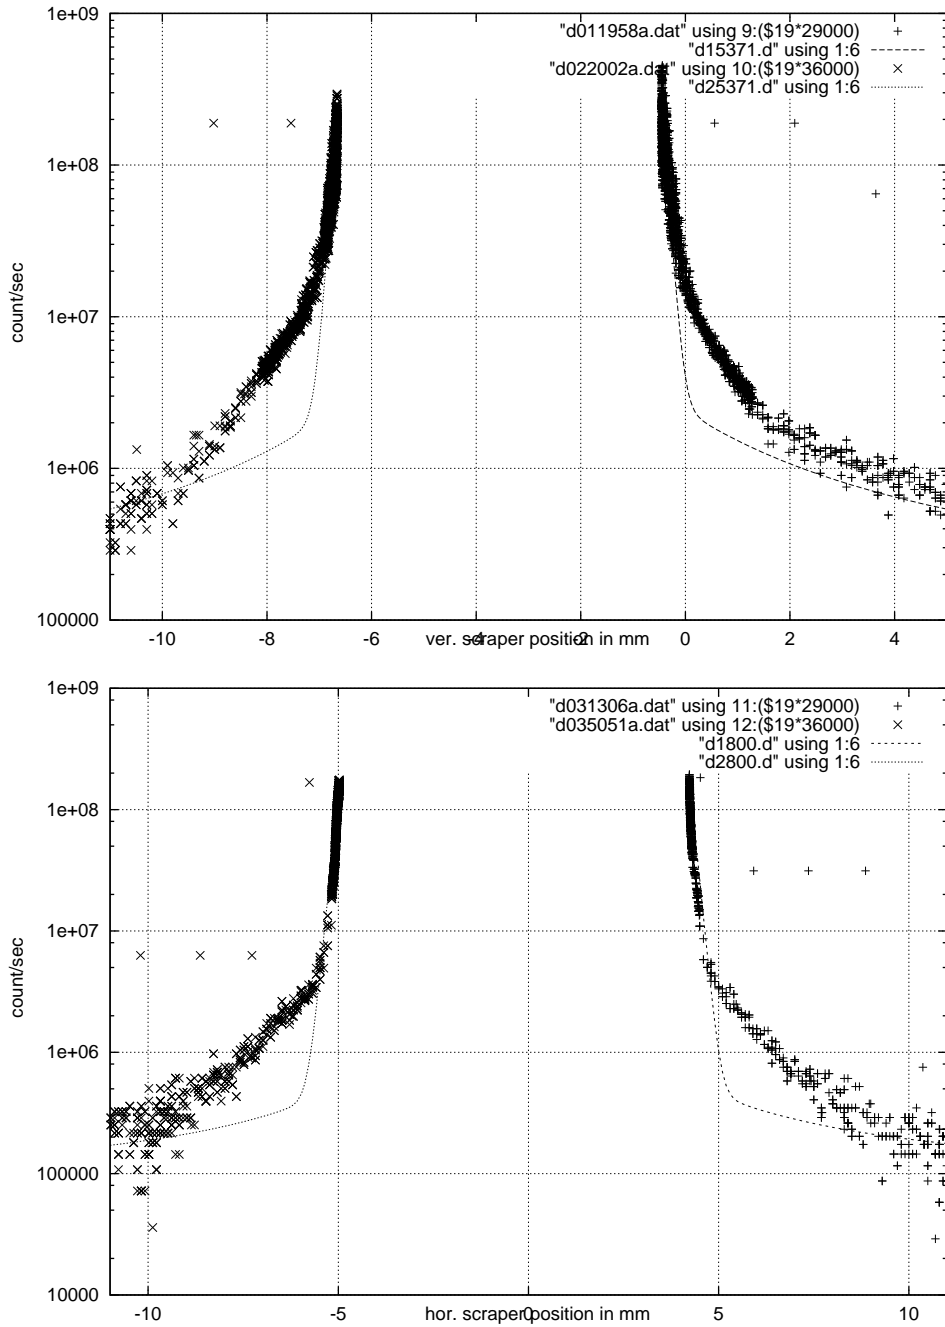 1e+09
"d011958a.dat" using 9:($19*29000)
"d15371.d" using 1:6
"d022002a.dat" using 10:($19*36000)
"d25371.d" using 1:6
1e+08
count/sec
1e+07
1e+06
100000
-10 -8 -6 -4 -2 0 2 4
ver. scraper position in mm
1e+09
"d031306a.dat" using 11:($19*29000)
"d035051a.dat" using 12:($19*36000)
"d1800.d" using 1:6
"d2800.d" using 1:6
1e+08
1e+07
count/sec
1e+06
100000
10000
-10 -5 0 5 10
hor. scraper position in mm